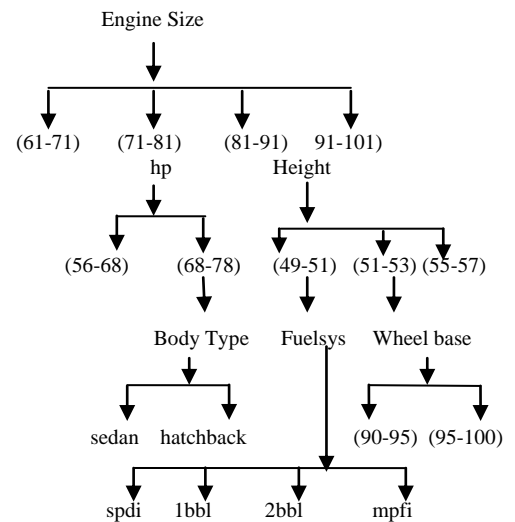 Engine Size
(61-71) (71-81) (81-91) 91-101)
hp Height
(56-68) (68-78) (49-51) (51-53) (55-57)
Body Type Fuelsys Wheel base
sedan hatchback (90-95) (95-100)
spdi 1bbl 2bbl mpfi